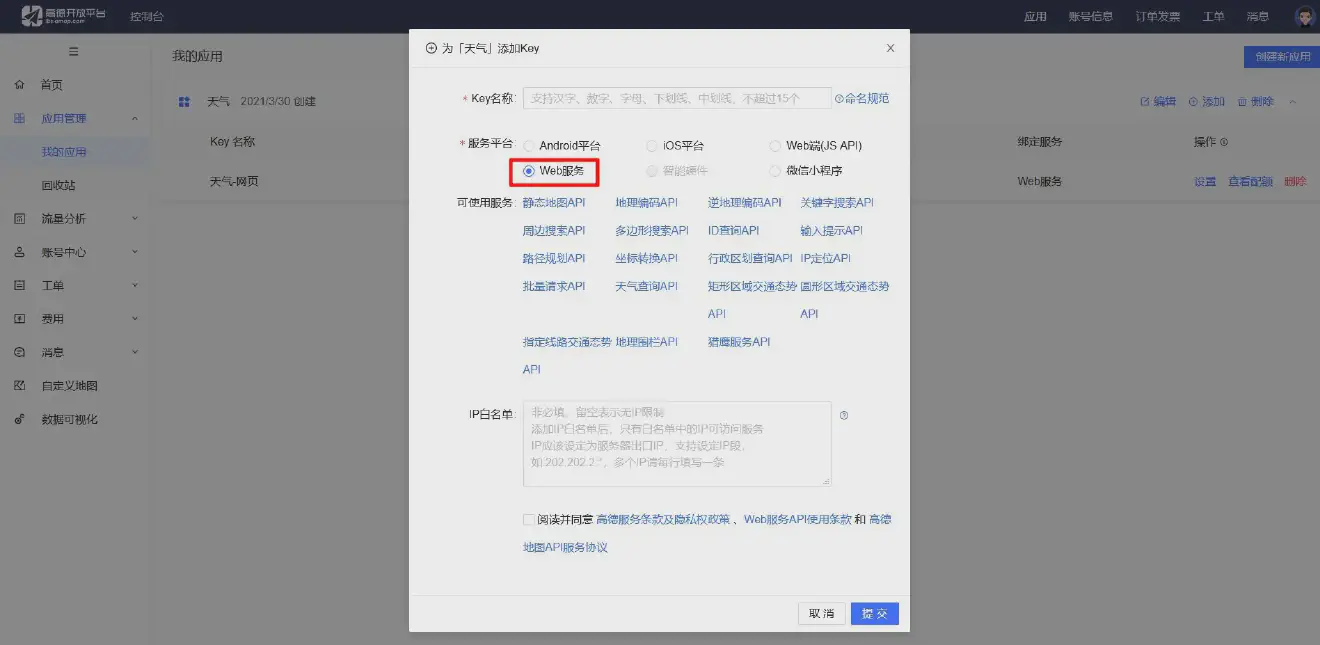 高德开放平台 控制台 应用 账号信息 订单发票 工单 消息
lbs.amap.com
首页
应用管理
我的应用
回收站
流量分析
账号中心
工单
费用
消息
自定义地图
数据可视化
我的应用 创建新应用
天气 2021/3/30 创建 编辑 添加 删除
Key 名称 绑定服务 操作
天气-网页 Web服务 设置 查看配额 删除
为「天气」添加Key
* Key名称: 支持汉字、数字、字母、下划线、中划线、不超过15个 命名规范
* 服务平台: Android平台 iOS平台 Web端(JS API)
Web服务 智能硬件 微信小程序
可使用服务: 静态地图API 地理编码API 逆地理编码API 关键字搜索API
周边搜索API 多边形搜索API ID查询API 输入提示API
路径规划API 坐标转换API 行政区划查询API IP定位API
批量请求API 天气查询API 矩形区域交通态势 圆形区域交通态势
API API
指定线路交通态势 地理围栏API 猎鹰服务API
API
IP白名单: 非必填，留空表示无IP限制
添加IP白名单后，只有白名单中的IP可访问服务
IP应该设定为服务器出口IP，支持设定IP段，
如:202.202.2.*，多个IP请每行填写一条
阅读并同意 高德服务条款及隐私权政策 、 Web服务API使用条款 和 高德
地图API服务协议
取 消 提 交